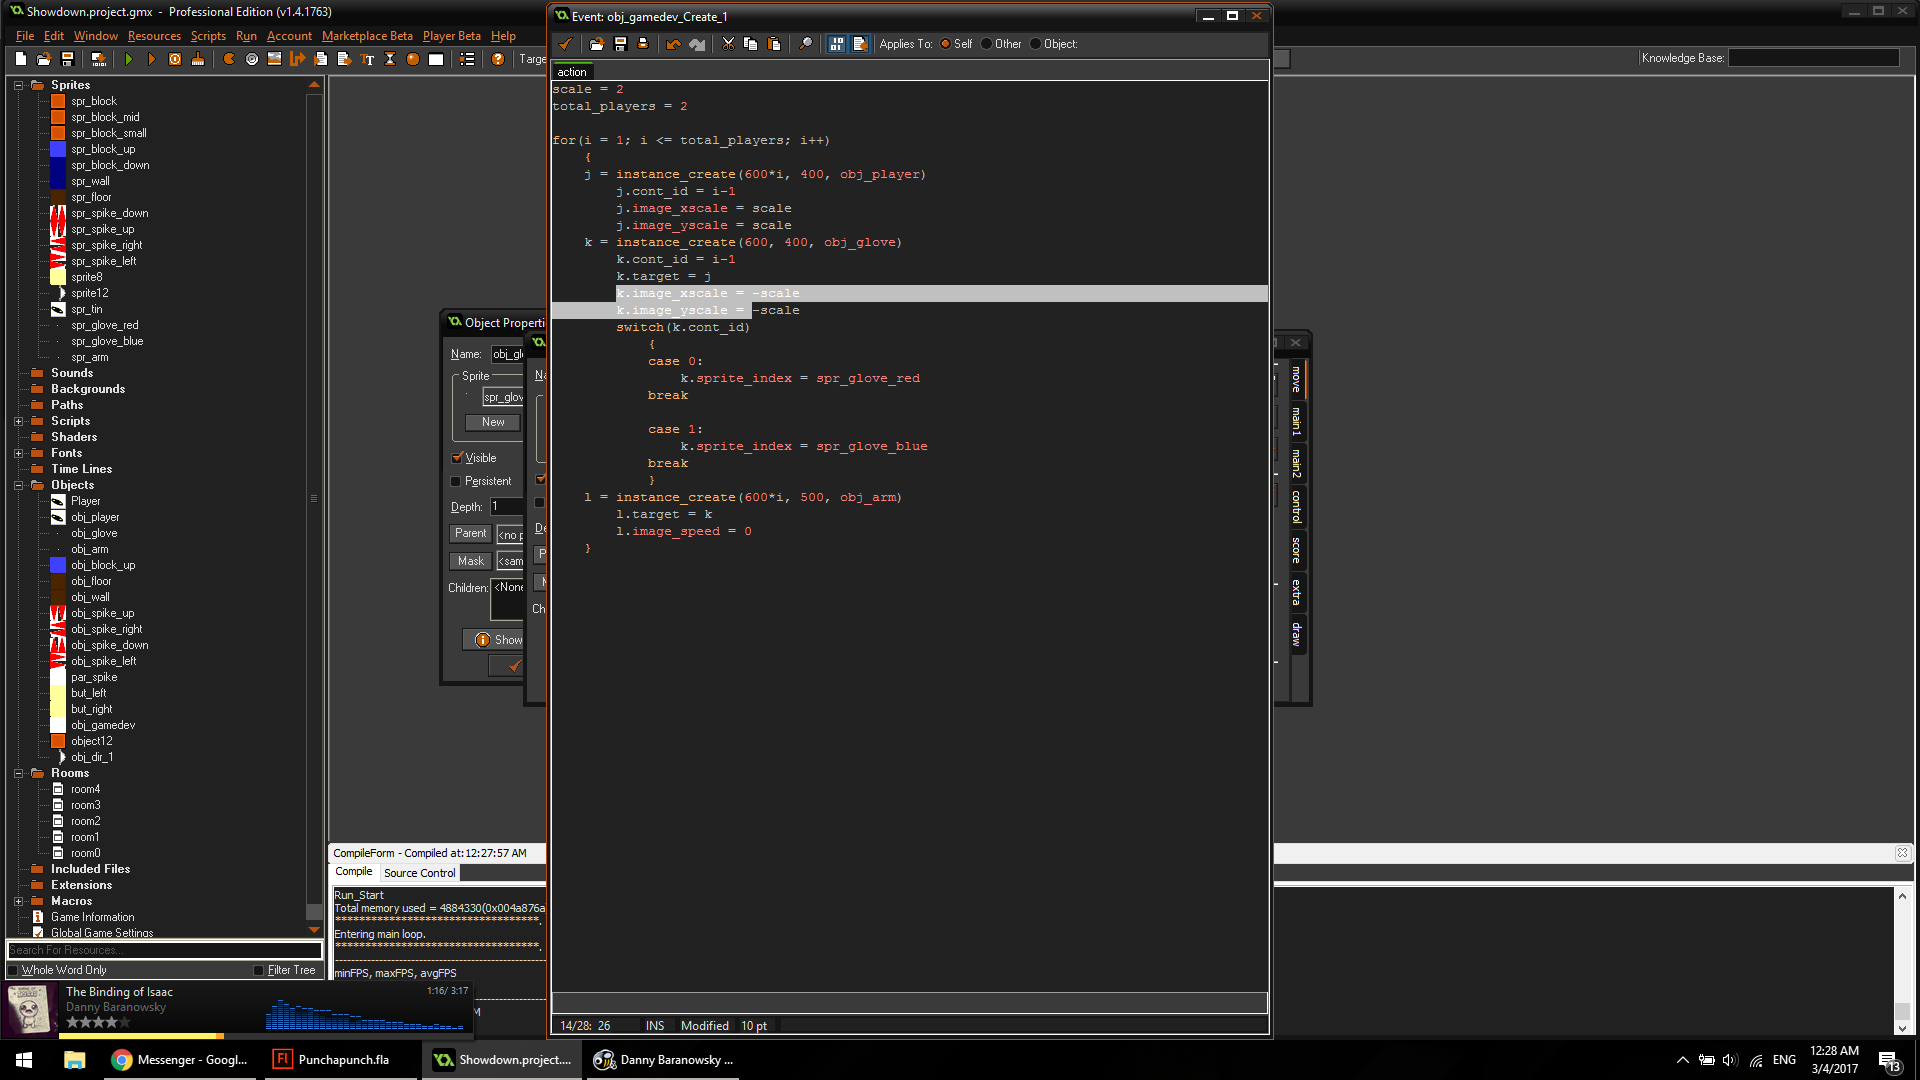 Showdown.project.gmx - Professional Edition (v1.4.1763)
File Edit Window Resources Scripts Run Account Marketplace Beta Player Beta Help
Targe
Knowledge Base:
Sprites
spr_block
spr_block_mid
spr_block_small
spr_block_up
spr_block_down
spr_wall
spr_floor
spr_spike_down
spr_spike_up
spr_spike_right
spr_spike_left
sprite8
sprite12
spr_tin
spr_glove_red
spr_glove_blue
spr_arm
Sounds
Backgrounds
Paths
Scripts
Shaders
Fonts
Time Lines
Objects
Player
obj_player
obj_glove
obj_arm
obj_block_up
obj_floor
obj_wall
obj_spike_up
obj_spike_right
obj_spike_down
obj_spike_left
par_spike
but_left
but_right
obj_gamedev
object12
obj_dir_1
Rooms
room4
room3
room2
room1
room0
Included Files
Extensions
Macros
Game Information
Global Game Settings
Search For Resources...
Whole Word Only Filter Tree
Object Properti
Name: obj_gl
Sprite
spr_glov
New
Visible
Persistent
Depth: 1
Parent <no p
Mask <sam
Children: <None
Show
Na
De
P
M
Ch
Event: obj_gamedev_Create_1
Applies To: Self Other Object:
action
scale = 2
total_players = 2
for(i = 1; i <= total_players; i++)
{
j = instance_create(600*i, 400, obj_player)
j.cont_id = i-1
j.image_xscale = scale
j.image_yscale = scale
k = instance_create(600, 400, obj_glove)
k.cont_id = i-1
k.target = j
k.image_xscale = -scale
k.image_yscale = -scale
switch(k.cont_id)
{
case 0:
k.sprite_index = spr_glove_red
break
case 1:
k.sprite_index = spr_glove_blue
break
}
l = instance_create(600*i, 500, obj_arm)
l.target = k
l.image_speed = 0
}
14/28: 26 INS Modified 10 pt
move
main1
main2
control
score
extra
draw
CompileForm - Compiled at:12:27:57 AM
Compile Source Control
Run_Start
Total memory used = 4884330(0x004a876a
***********************************.
Entering main loop.
***********************************.
minFPS, maxFPS, avgFPS
M
The Binding of Isaac 1:16/ 3:17
Danny Baranowsky
Messenger - Googl...
Punchapunch.fla
Showdown.project....
Danny Baranowsky ...
ENG
12:28 AM
3/4/2017
13